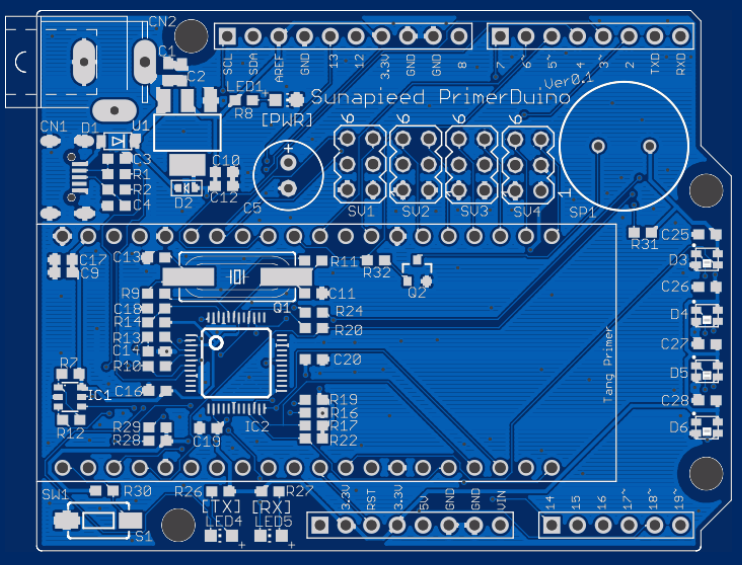 CN2
C1
C2
SCL
SDA
AREF
GND
13
12
3.3V
GND
GND
8
7
6~
5~
4
3~
2
TXD
RXD
LED1
R8
[PWR]
Sunapieed PrimerDuino
Ver0.1
CN1
D1
U1
C3
R1
R2
C4
D2
C10
C12
C5
+
6
6
6
6
SV1
SV2
SV3
SV4
1
SP1
R31
C25
D3
C26
D4
C27
D5
C28
D6
C17
C9
C13
R11
R32
Q2
R9
C11
Q1
C18
R14
R24
R20
R13
C14
R10
C20
Tang Primer
R7
IC1
C16
R12
R19
R16
R17
R22
IC2
R29
R28
C19
SW1
R30
S1
R26
R27
[TX]
[RX]
LED4
LED5
+
+
3.3V
RST
3.3V
5V
GND
GND
VIN
14
15
16
17~
18~
19~